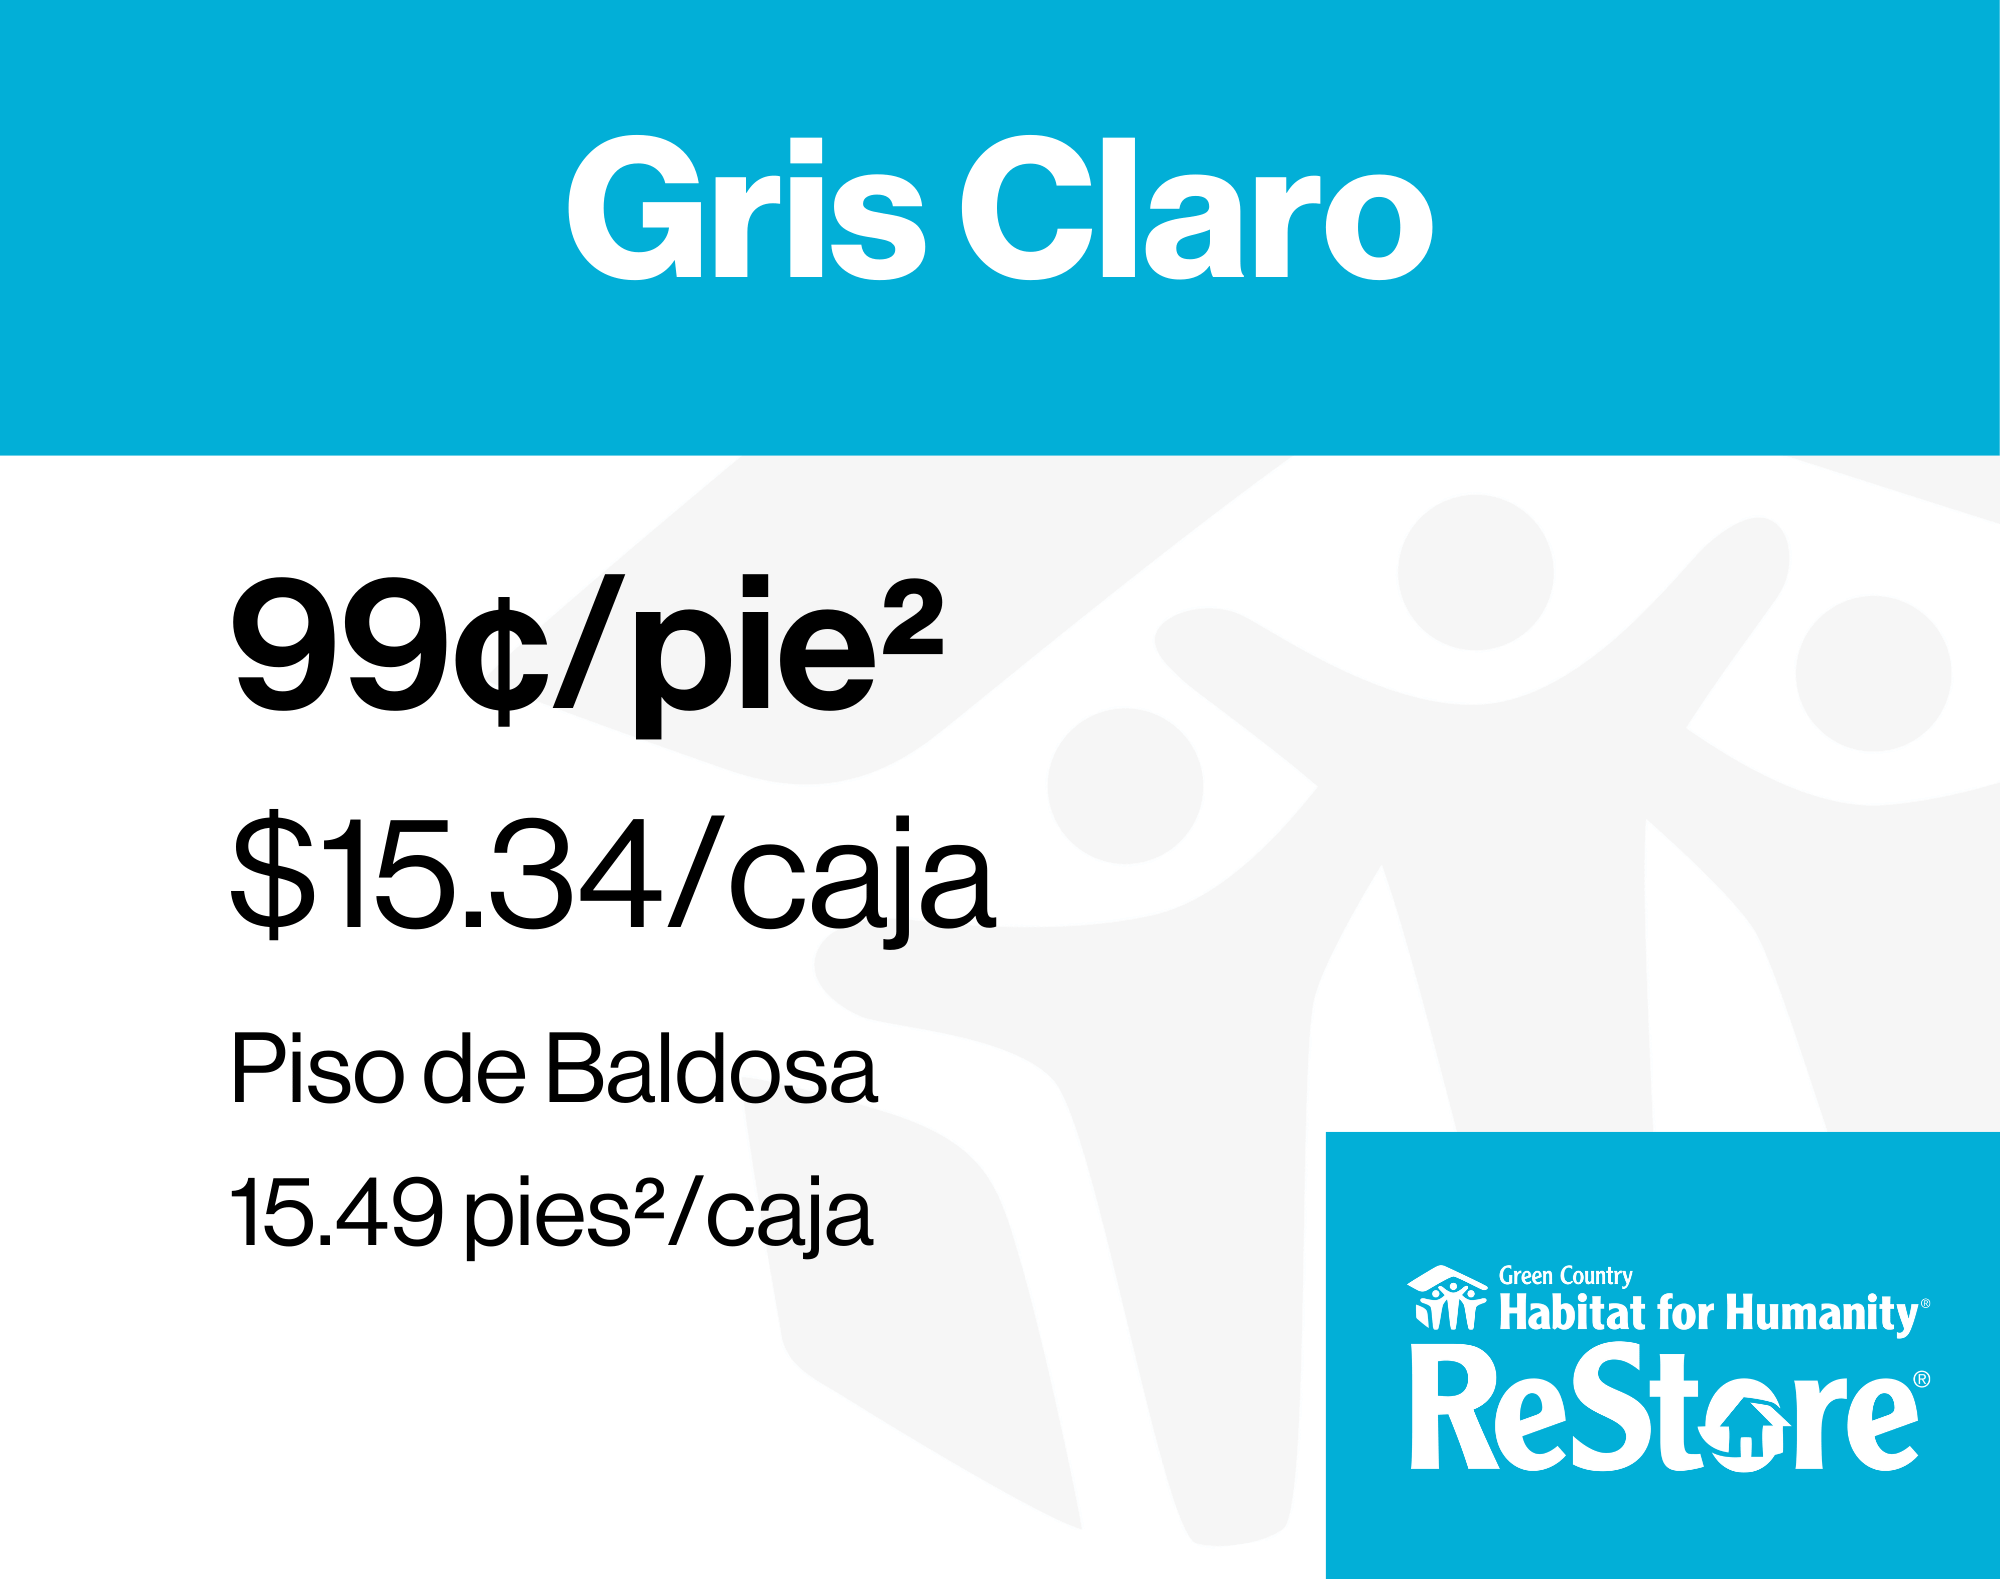 Gris Claro
99¢/pie²
$15.34/caja
Piso de Baldosa
15.49 pies²/caja
Green Country
Habitat for Humanity®
ReStore®